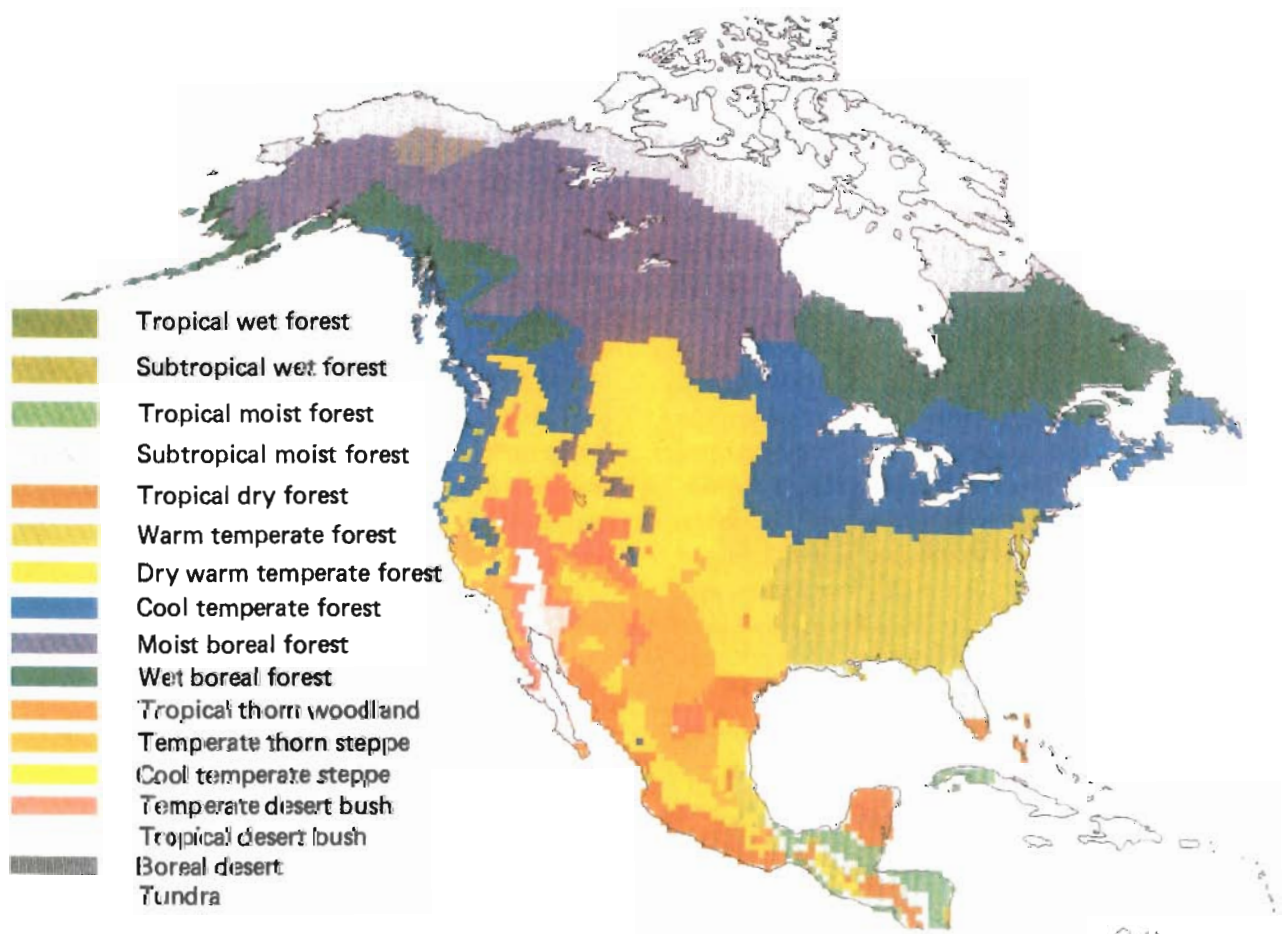 Tropical wet forest
Subtropical wet forest
Tropical moist forest
Subtropical moist forest
Tropical dry forest
Warm temperate forest
Dry warm temperate forest
Cool temperate forest
Moist boreal forest
Wet boreal forest
Tropical thorn woodland
Temperate thorn steppe
Cool temperate steppe
Temperate desert bush
Tropical desert bush
Boreal desert
Tundra